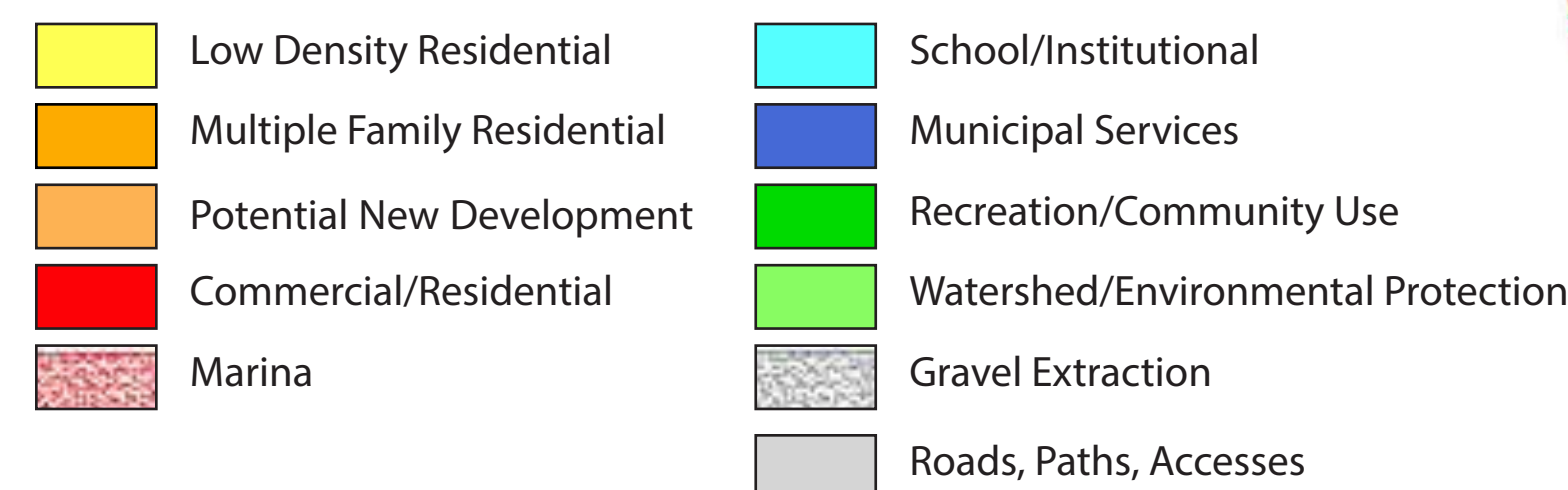 Low Density Residential
Multiple Family Residential
Potential New Development
Commercial/Residential
Marina
School/Institutional
Municipal Services
Recreation/Community Use
Watershed/Environmental Protection
Gravel Extraction
Roads, Paths, Accesses